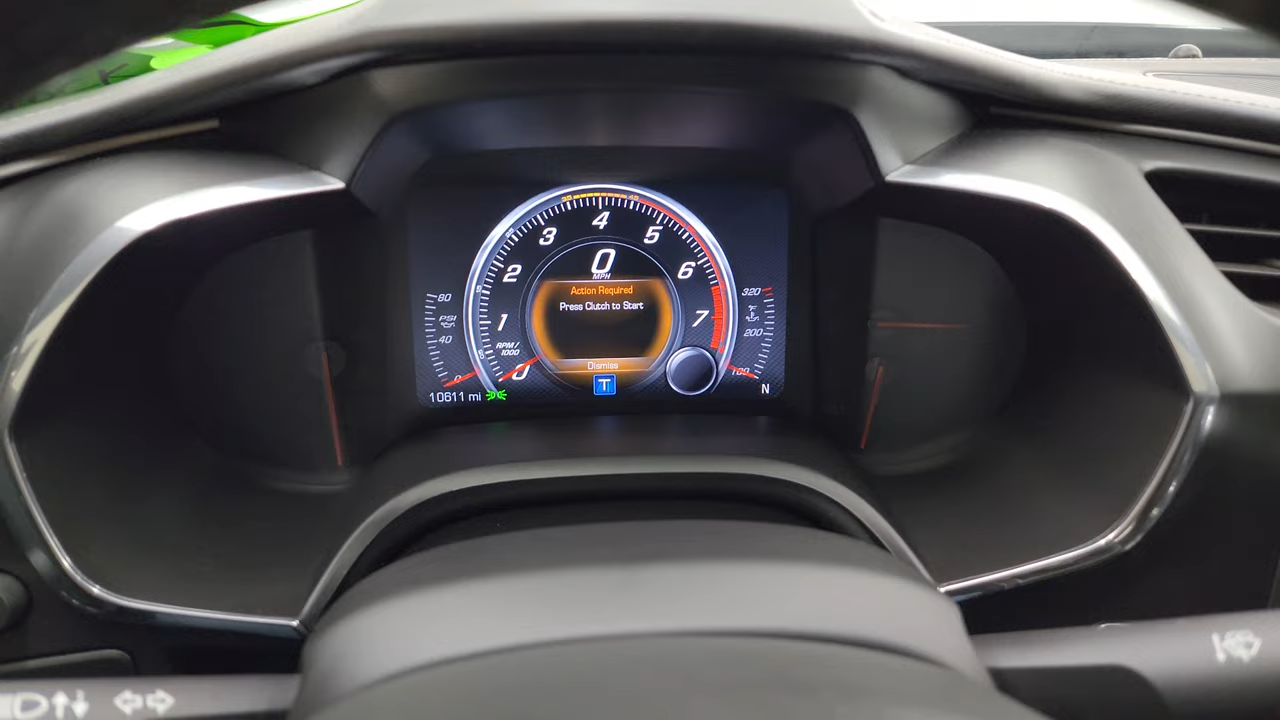 4
3
5
2
0
MPH
6
Action Required
Press Clutch to Start
80
PSI
40
0
1
RPM/
1000
0
7
320
200
100
Dismiss
T
10611 mi
N